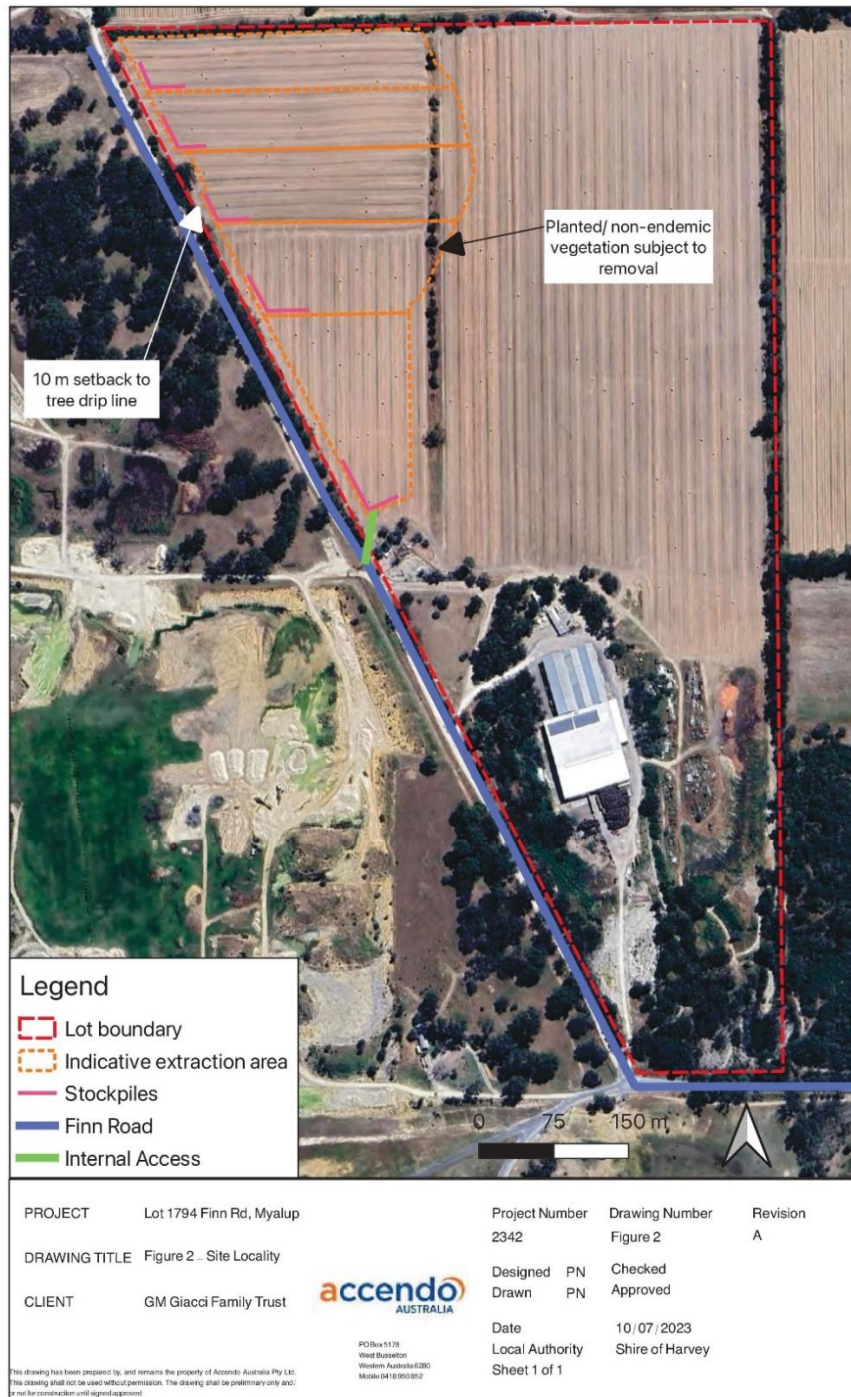 Planted/ non-endemic
vegetation subject to
removal
10 m setback to
tree drip line
Legend
Lot boundary
Indicative extraction area
Stockpiles
Finn Road
Internal Access
0 75 150 m
PROJECT Lot 1794 Finn Rd, Myalup
DRAWING TITLE Figure 2 - Site Locality
CLIENT GM Giacci Family Trust
accendo
AUSTRALIA
PO Box 5178
West Busselton
Western Australia 6280
Mobile 0418 950 852
Project Number Drawing Number Revision
2342 Figure 2 A
Designed PN Checked
Drawn PN Approved
Date 10/07/2023
Local Authority Shire of Harvey
Sheet 1 of 1
This drawing has been prepared by, and remains the property of Accendo Australia Pty Ltd.
This drawing shall not be used without permission. The drawing shall be preliminary only and/
or not for construction until signed approved